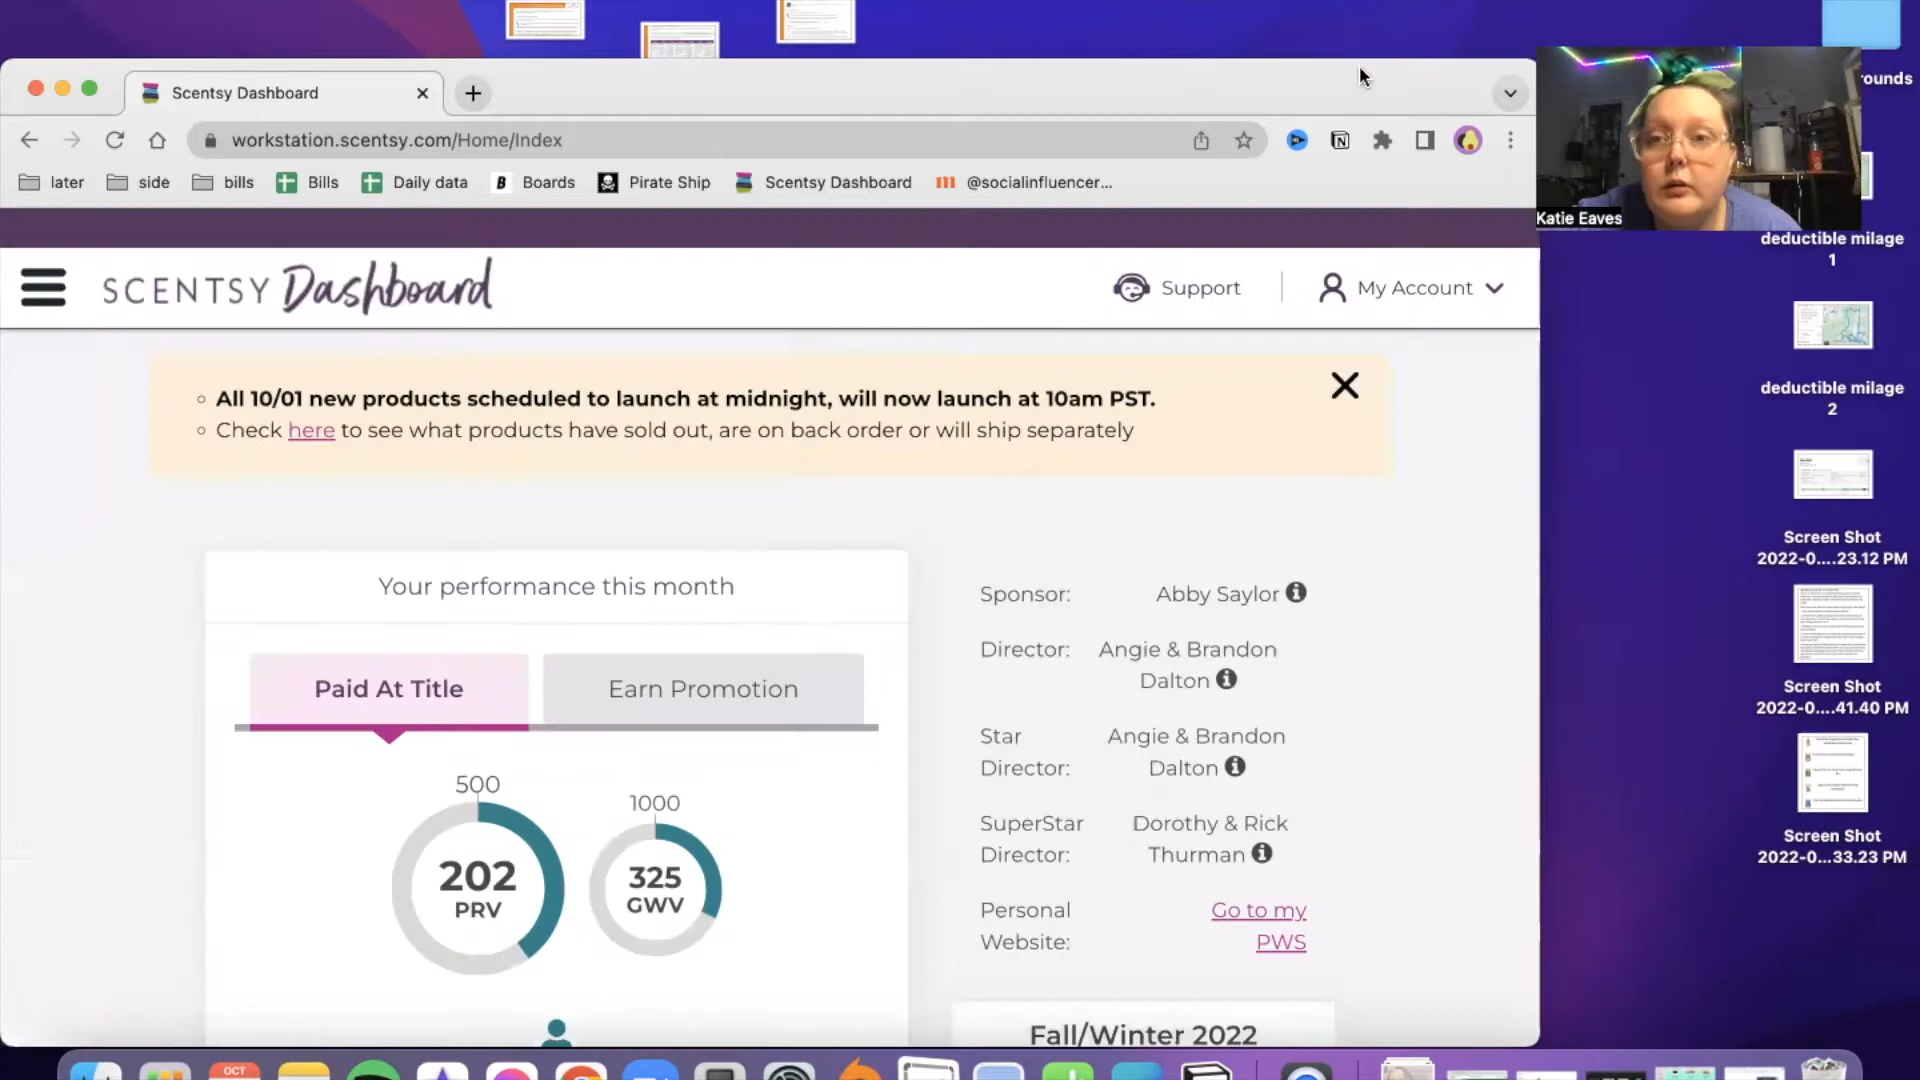 Scentsy Dashboard
workstation.scentsy.com/Home/Index
later side bills Bills Daily data Boards Pirate Ship Scentsy Dashboard @socialinfluencer...
Katie Eaves
ounds
SCENTSY Dashboard
Support
My Account
All 10/01 new products scheduled to launch at midnight, will now launch at 10am PST.
Check here to see what products have sold out, are on back order or will ship separately
Your performance this month
Paid At Title
Earn Promotion
500
202
PRV
1000
325
GWV
Sponsor: Abby Saylor
Director: Angie & Brandon
Dalton
Star Angie & Brandon
Director: Dalton
SuperStar Dorothy & Rick
Director: Thurman
Personal Go to my
Website: PWS
Fall/Winter 2022
deductible milage
1
deductible milage
2
Screen Shot
2022-0....23.12 PM
Screen Shot
2022-0....41.40 PM
Screen Shot
2022-0...33.23 PM
OCT